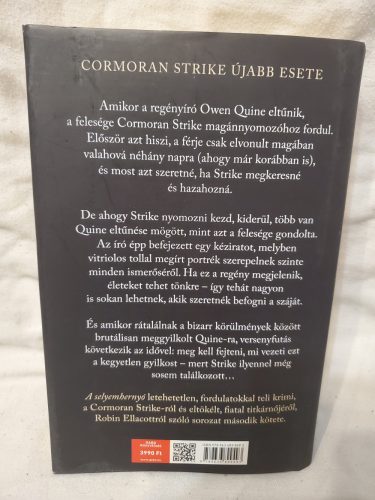 CORMORAN STRIKE ÚJABB ESETE
Amikor a regényíró Owen Quine eltűnik,
a felesége Cormoran Strike magánnyomozóhoz fordul.
Először azt hiszi, a férje csak elvonult magában
valahová néhány napra (ahogy már korábban is),
és most azt szeretné, ha Strike megkeresné
és hazahozná.
De ahogy Strike nyomozni kezd, kiderül, több van
Quine eltűnése mögött, mint azt a felesége gondolta.
Az író épp befejezett egy kéziratot, melyben
vitriolos tollal megírt portrék szerepelnek szinte
minden ismerőséről. Ha ez a regény megjelenik,
életeket tehet tönkre – így tehát nagyon
is sokan lehetnek, akik szeretnék befogni a száját.
És amikor rátalálnak a bizarr körülmények között
brutálisan meggyilkolt Quine-ra, versenyfutás
következik az idővel: meg kell fejteni, mi vezeti ezt
a kegyetlen gyilkost – mert Strike ilyennel még
sosem találkozott…
A selyemhernyó letehetetlen, fordulatokkal teli krimi,
a Cormoran Strike-ról és eltökélt, fiatal titkárnőjéről,
Robin Ellacottról szóló sorozat második kötete.
3990 Ft